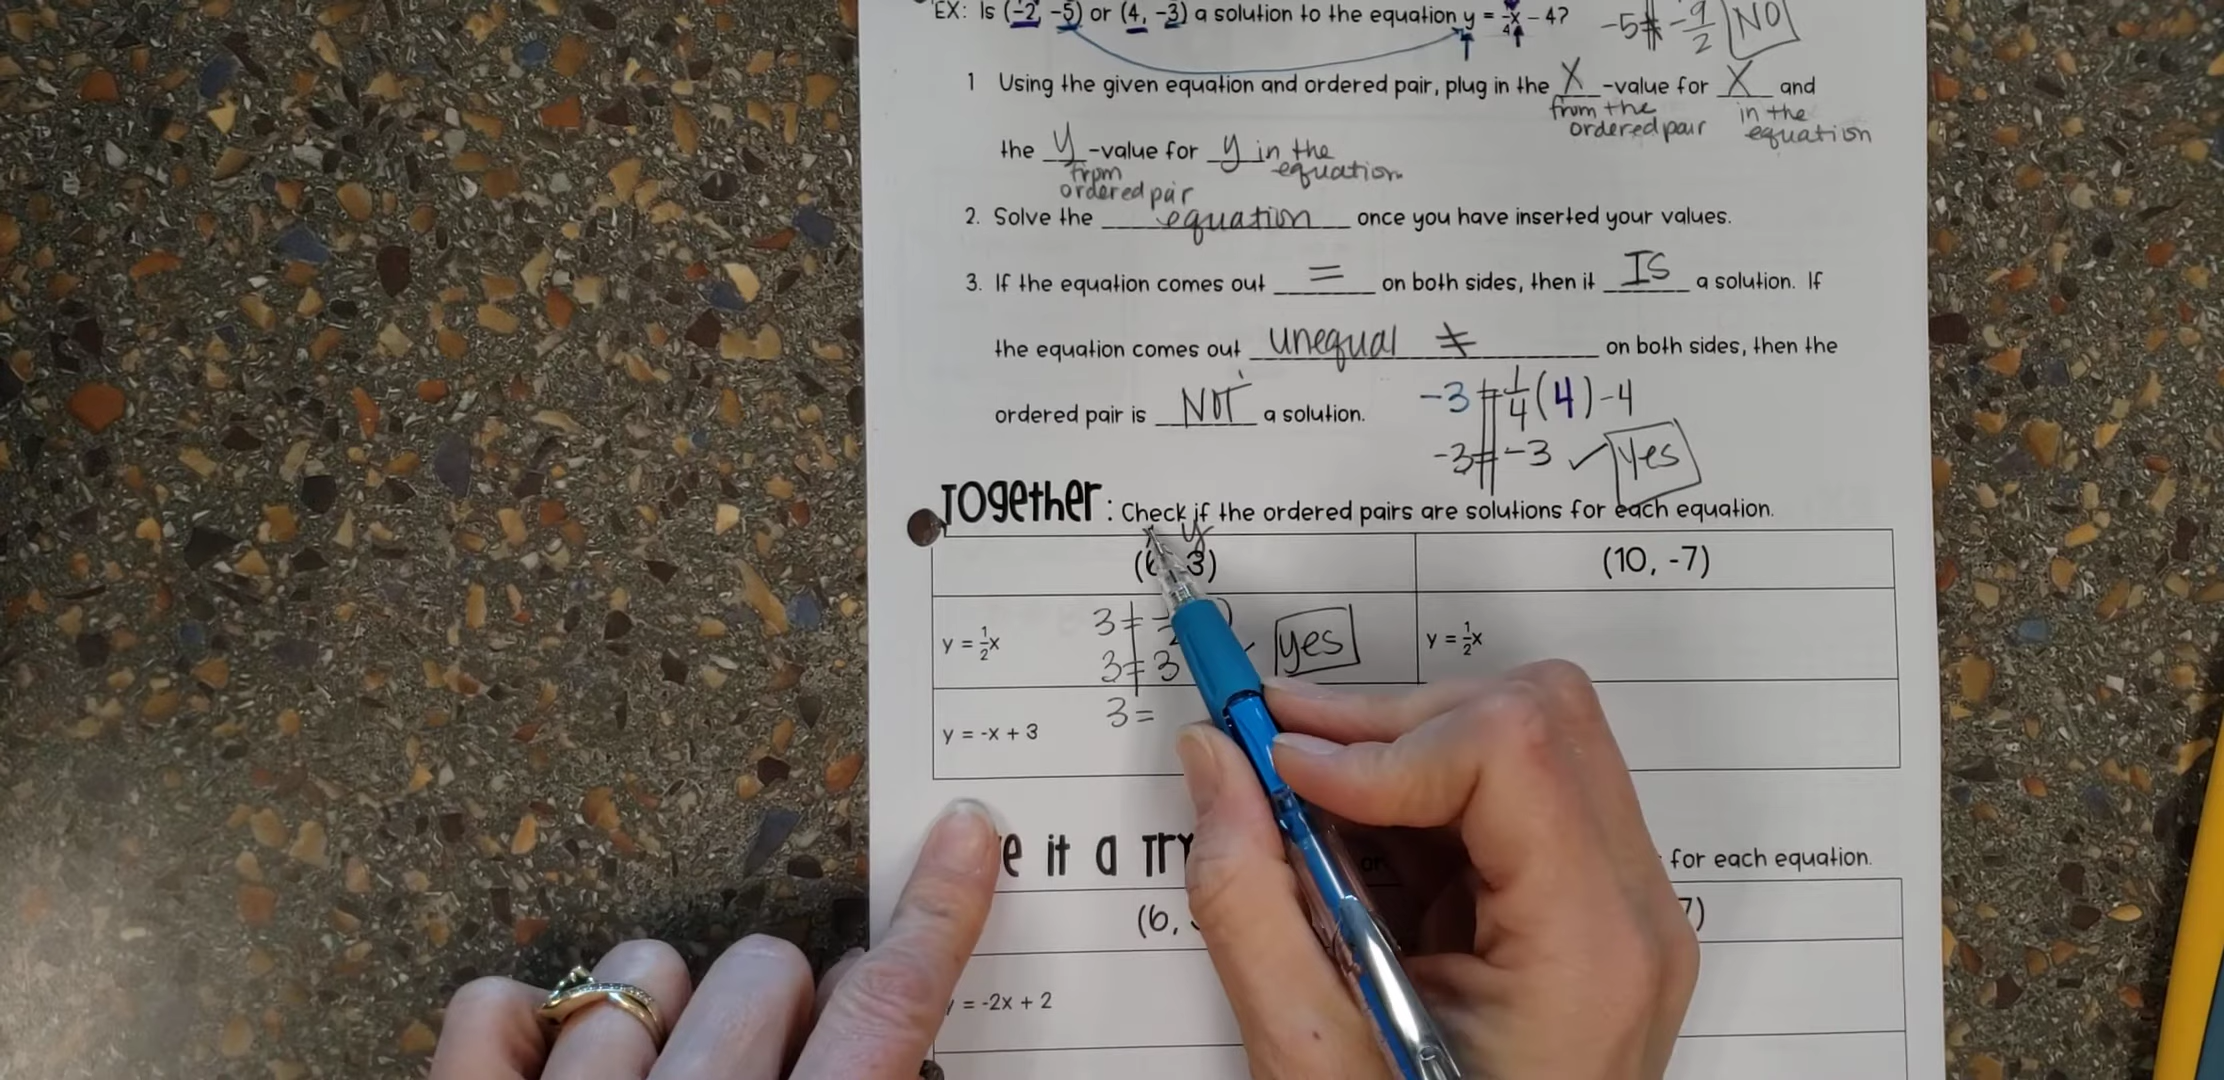 EX: Is (-2, -5) or (4, -3) a solution to the equation y = ¼x - 4? -5 ≠ -9/2 NO
1 Using the given equation and ordered pair, plug in the X -value for X and
from the ordered pair in the equation
the y -value for y in the equation
from ordered pair
2. Solve the equation once you have inserted your values.
3. If the equation comes out = on both sides, then it IS a solution. If
the equation comes out unequal ≠ on both sides, then the
ordered pair is NOT a solution.
-3 = 1/4 (4) - 4
-3 = -3 ✓ Yes
Together: Check if the ordered pairs are solutions for each equation.
y
(6, 3) (10, -7)
y = 1/2 x 3 =
3 = 3 yes
y = 1/2 x
y = -x + 3 3 =
it a Try
for each equation.
(6,
7)
= -2x + 2